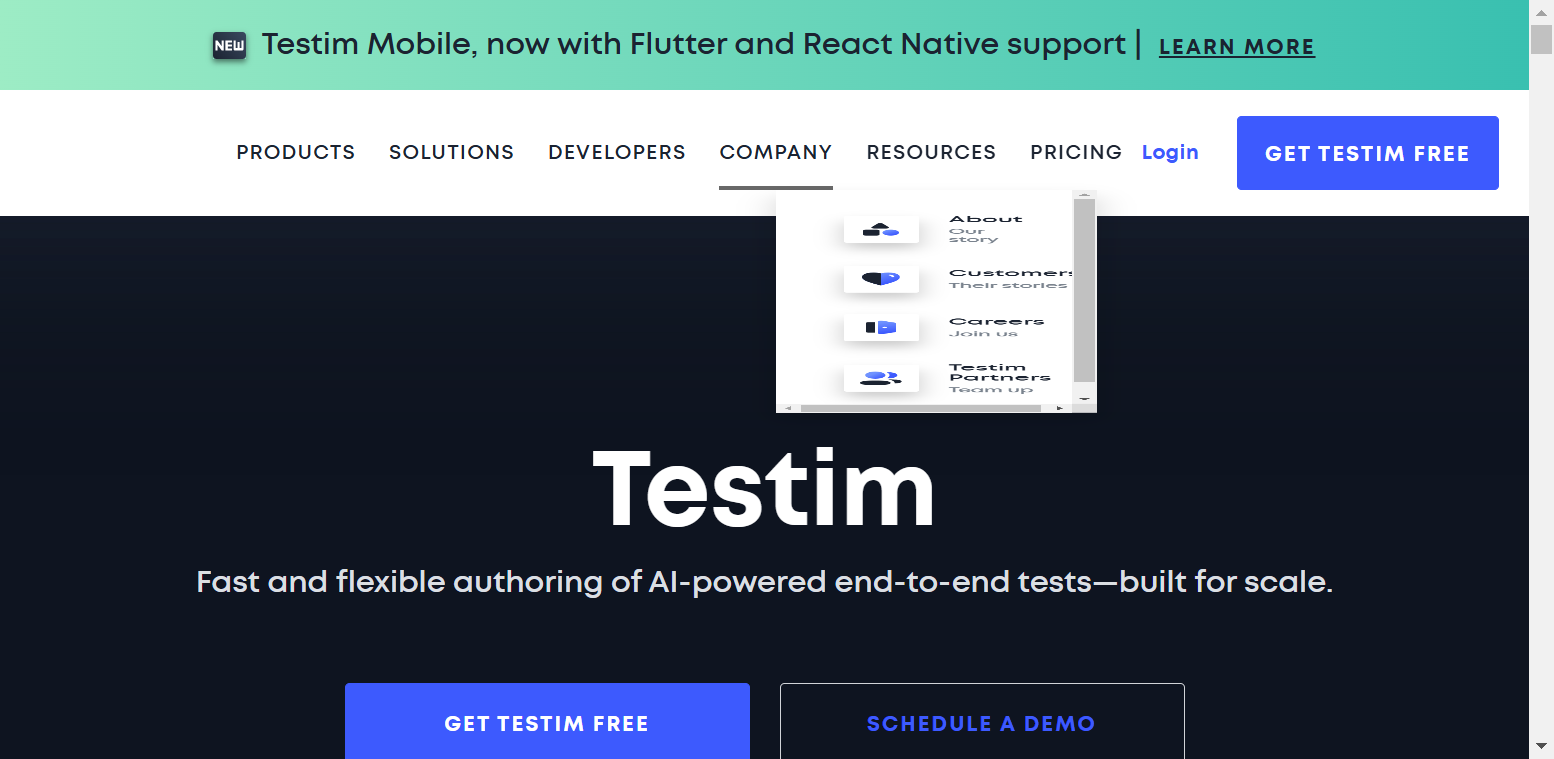 NEW Testim Mobile, now with Flutter and React Native support | LEARN MORE
PRODUCTS SOLUTIONS DEVELOPERS COMPANY RESOURCES PRICING Login GET TESTIM FREE
About
Our
story
Customers
Their stories
Careers
Join us
Testim
Partners
Team up
Testim
Fast and flexible authoring of AI-powered end-to-end tests—built for scale.
GET TESTIM FREE SCHEDULE A DEMO